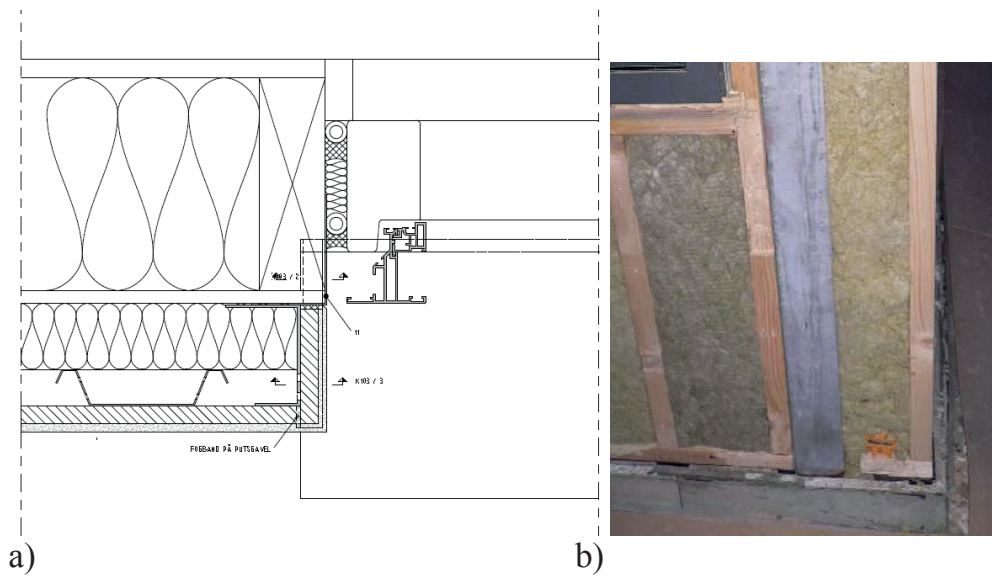 a)
K103 / 2
11
K103 / 3
FOGBAND PÅ PUTSGAVEL
b)